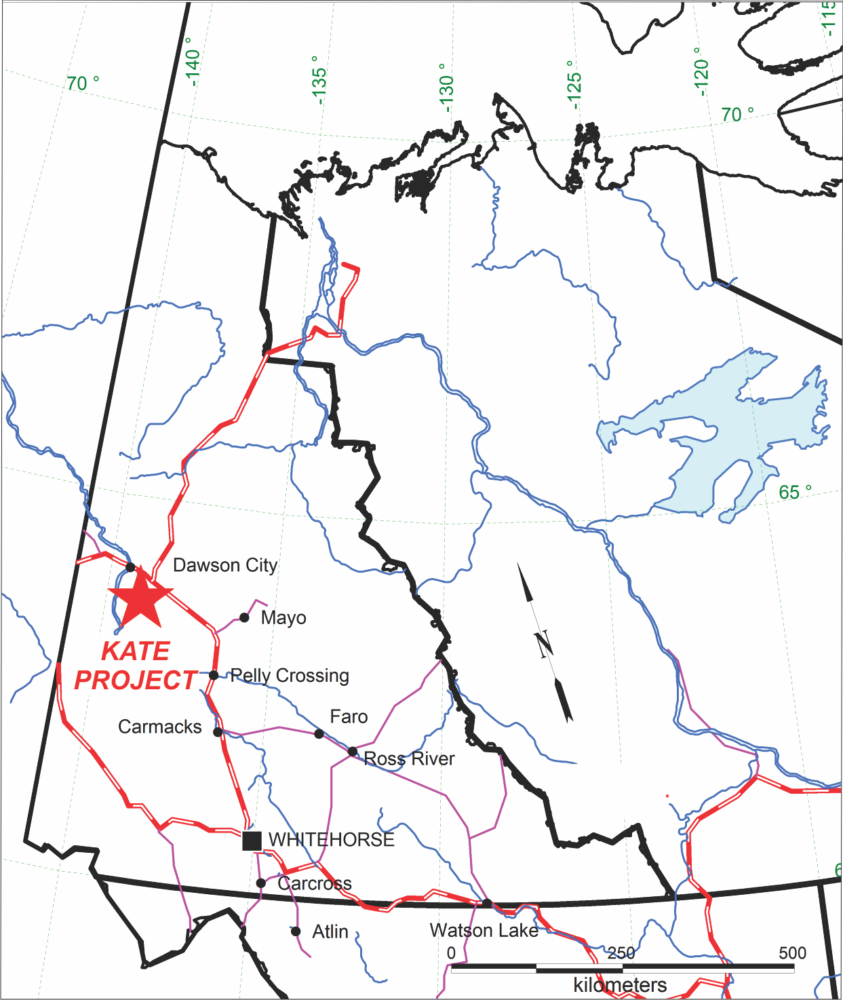 -115
-140 °
-135 °
-130 °
-125 °
-120 °
70 °
70 °
65 °
Dawson City
Mayo
KATE
PROJECT
Pelly Crossing
Faro
Carmacks
Ross River
N
WHITEHORSE
6
Carcross
Atlin
Watson Lake
0 250 500
kilometers